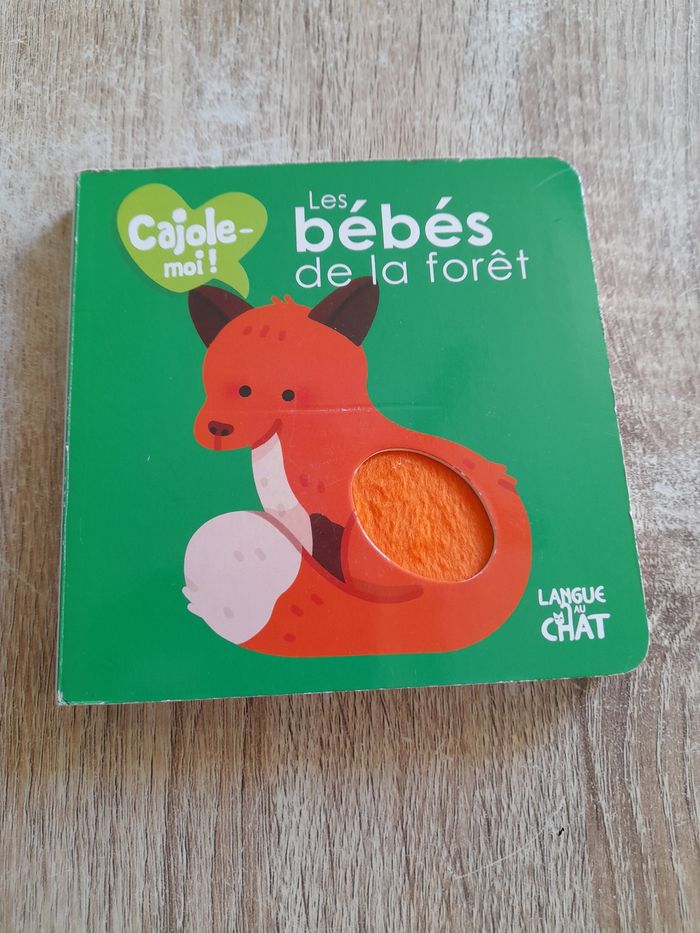 Cajole-
moi !
Les
bébés
de la forêt
LANGUE
AU
CHAT